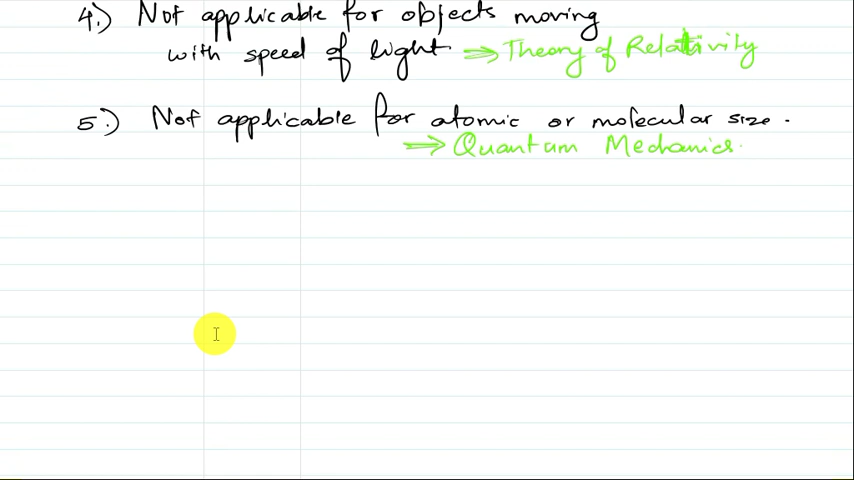 4.) Not applicable for objects moving
with speed of light ⇒ Theory of Relativity
5.) Not applicable for atomic or molecular size.
⇒ Quantum Mechanics.